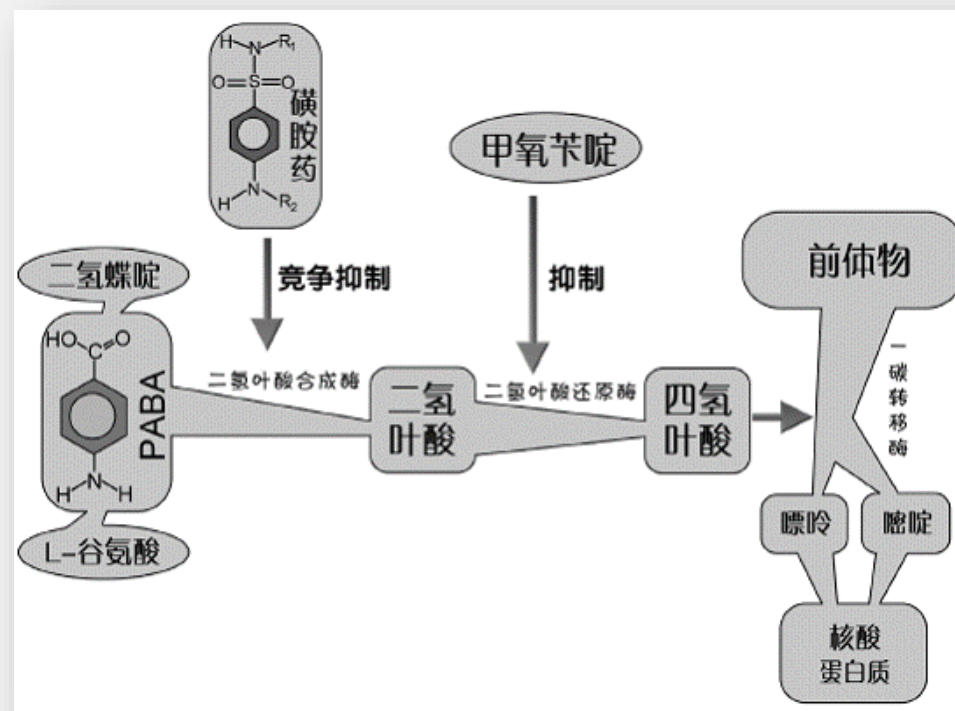 H-N-R₁
O=S=O
磺胺药
H-N-R₂
甲氧苄啶
前体物
二氢蝶啶
竞争抑制
抑制
HO-C=O
PABA
H-N-H
二氢叶酸合成酶
二氢
叶酸
二氢叶酸还原酶
四氢
叶酸
一碳转移酶
嘌呤
嘧啶
L-谷氨酸
核酸
蛋白质